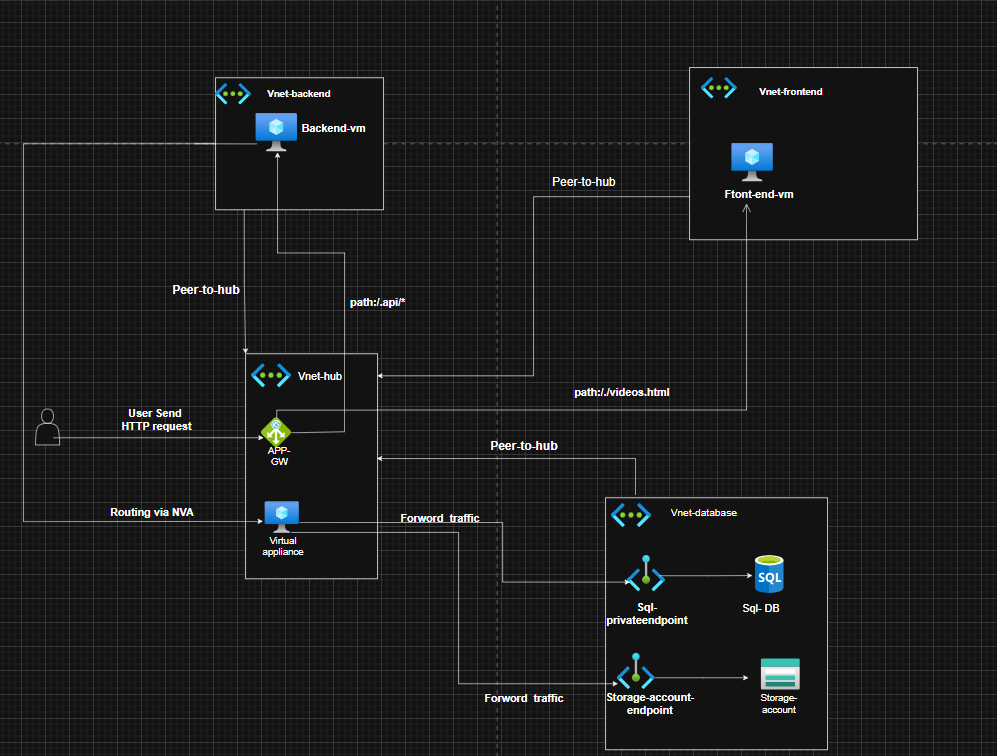 Vnet-backend
Backend-vm
Vnet-frontend
Ftont-end-vm
Peer-to-hub
Peer-to-hub
path:/.api/*
Vnet-hub
path:/./videos.html
User Send
HTTP request
APP-
GW
Peer-to-hub
Routing via NVA
Virtual
appliance
Forword traffic
Vnet-database
SQL
Sql-
privateendpoint
Sql- DB
Forword traffic
Storage-account-
endpoint
Storage-
account